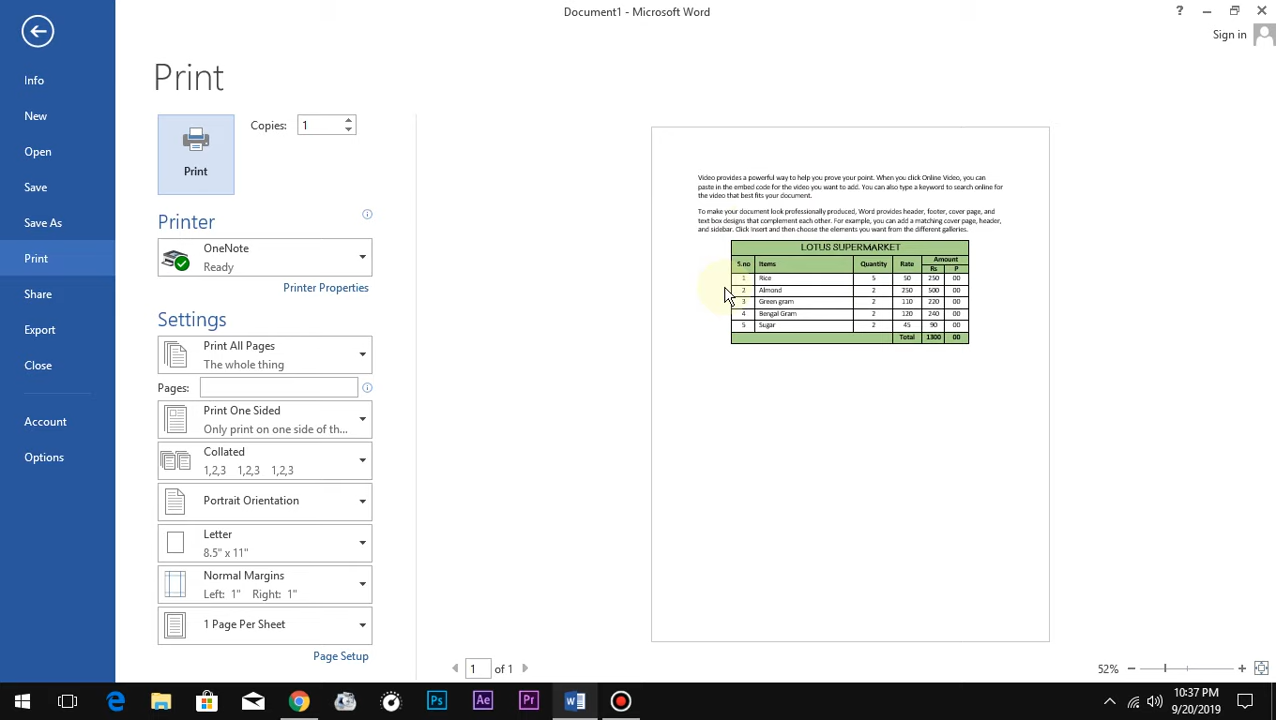 Document1 - Microsoft Word
?
Sign in
Info
New
Open
Save
Save As
Print
Share
Export
Close
Account
Options
Print
Print
Copies: 1
Printer
OneNote
Ready
Printer Properties
Settings
Print All Pages
The whole thing
Pages:
Print One Sided
Only print on one side of th...
Collated
1,2,3 1,2,3 1,2,3
Portrait Orientation
Letter
8.5" x 11"
Normal Margins
Left: 1" Right: 1"
1 Page Per Sheet
Page Setup
Video provides a powerful way to help you prove your point. When you click Online Video, you can
paste in the embed code for the video you want to add. You can also type a keyword to search online for
the video that best fits your document.
To make your document look professionally produced, Word provides header, footer, cover page, and
text box designs that complement each other. For example, you can add a matching cover page, header,
and sidebar. Click Insert and then choose the elements you want from the different galleries.
LOTUS SUPERMARKET
S.no Items Quantity Rate Amount
Rs P
1 Rice 5 50 250 00
2 Almond 2 250 500 00
3 Green gram 2 110 220 00
4 Bengal Gram 2 120 240 00
5 Sugar 2 45 90 00
Total 1300 00
1 of 1
52%
Ps
Ae
Pr
10:37 PM
9/20/2019